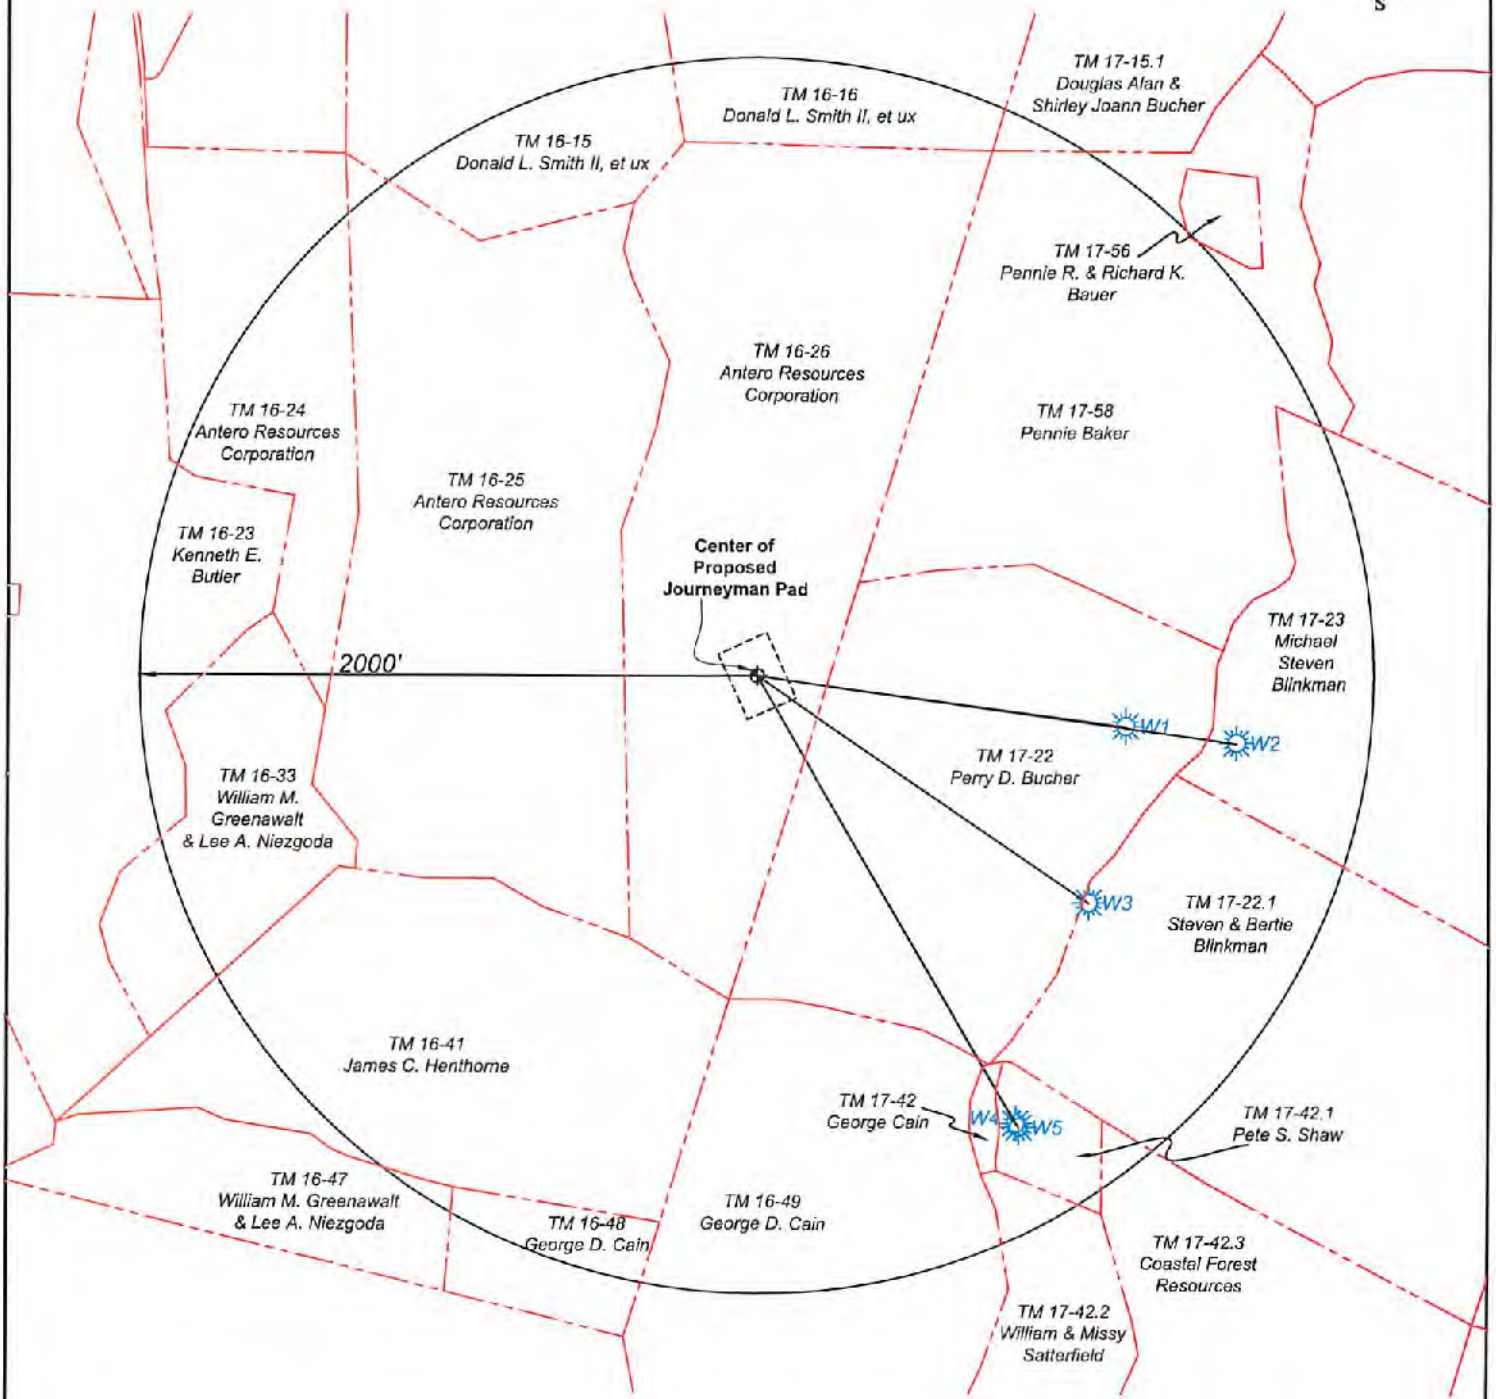 S
TM 17-15.1
Douglas Alan &
Shirley Joann Bucher
TM 16-16
Donald L. Smith II, et ux
TM 16-15
Donald L. Smith II, et ux
TM 17-56
Pennie R. & Richard K.
Bauer
TM 16-26
Antero Resources
Corporation
TM 16-24
Antero Resources
Corporation
TM 17-58
Pennie Baker
TM 16-25
Antero Resources
Corporation
TM 16-23
Kenneth E.
Butler
Center of
Proposed
Journeyman Pad
TM 17-23
Michael
Steven
Blinkman
2000'
W1
W2
TM 17-22
Perry D. Bucher
TM 16-33
William M.
Greenawalt
& Lee A. Niezgoda
W3
TM 17-22.1
Steven & Bertie
Blinkman
TM 16-41
James C. Henthorne
TM 17-42
George Cain
W4
W5
TM 17-42.1
Pete S. Shaw
TM 16-47
William M. Greenawalt
& Lee A. Niezgoda
TM 16-48
George D. Cain
TM 16-49
George D. Cain
TM 17-42.3
Coastal Forest
Resources
TM 17-42.2
William & Missy
Satterfield